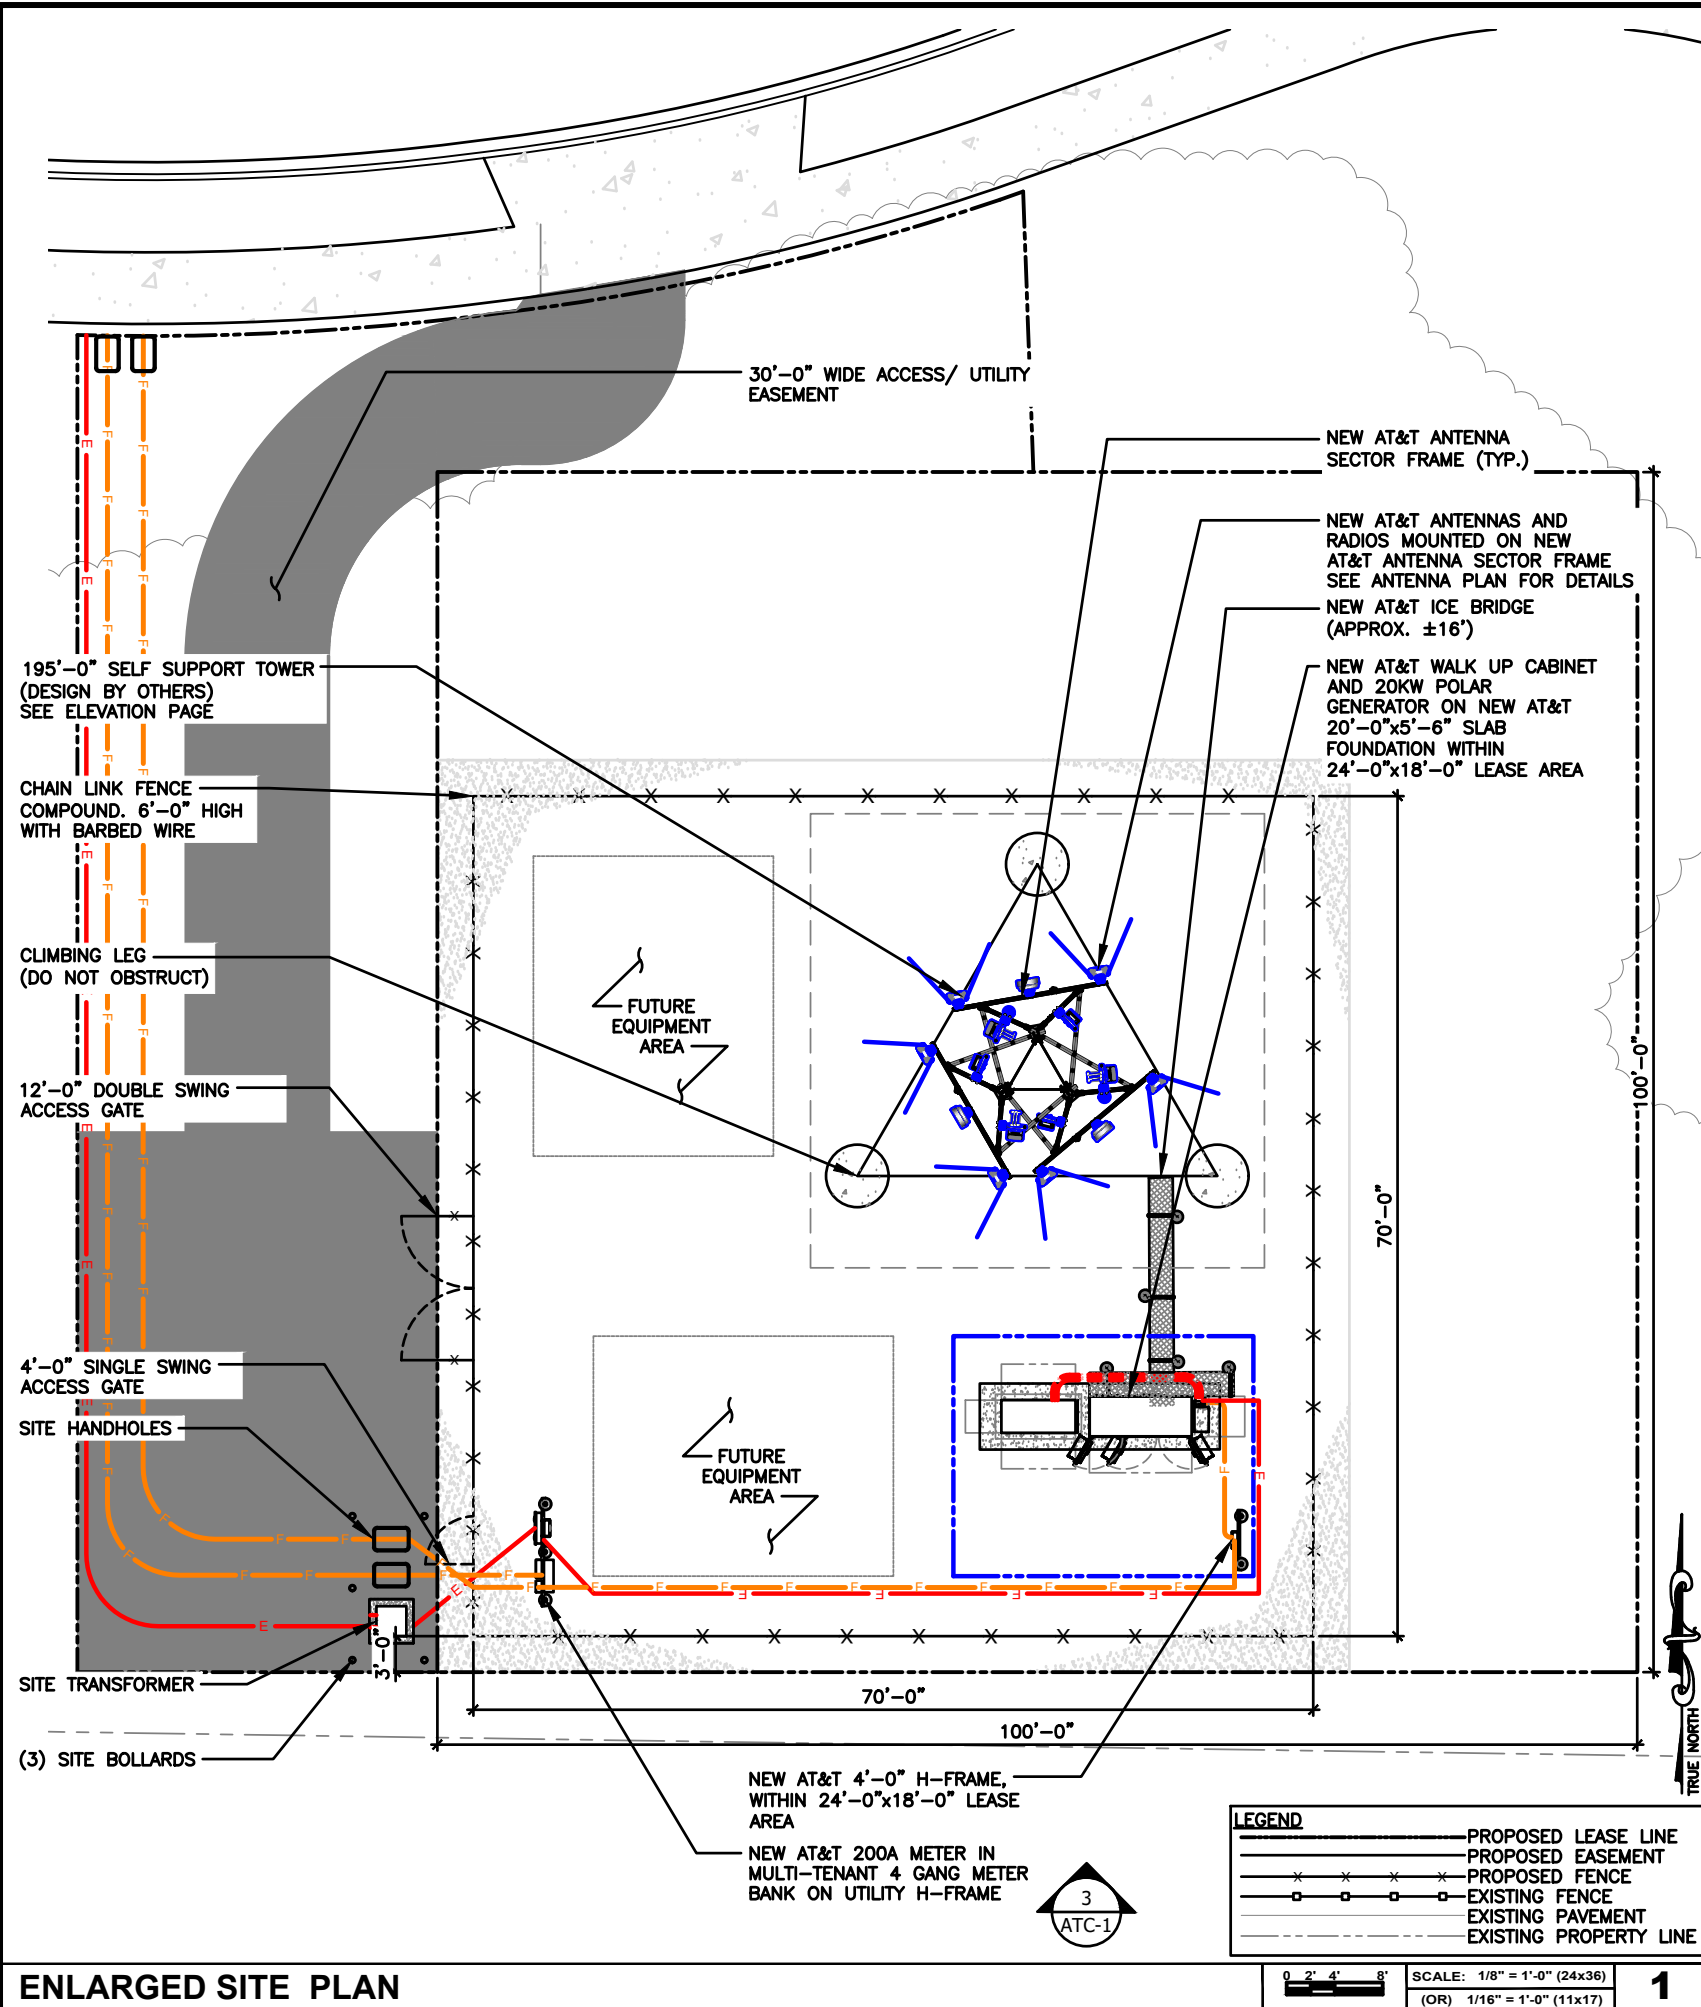 30'-0" WIDE ACCESS/ UTILITY
EASEMENT
NEW AT&T ANTENNA
SECTOR FRAME (TYP.)
NEW AT&T ANTENNAS AND
RADIOS MOUNTED ON NEW
AT&T ANTENNA SECTOR FRAME
SEE ANTENNA PLAN FOR DETAILS
NEW AT&T ICE BRIDGE
(APPROX. ±16')
NEW AT&T WALK UP CABINET
AND 20KW POLAR
GENERATOR ON NEW AT&T
20'-0"x5'-6" SLAB
FOUNDATION WITHIN
24'-0"x18'-0" LEASE AREA
195'-0" SELF SUPPORT TOWER
(DESIGN BY OTHERS)
SEE ELEVATION PAGE
CHAIN LINK FENCE
COMPOUND. 6'-0" HIGH
WITH BARBED WIRE
CLIMBING LEG
(DO NOT OBSTRUCT)
FUTURE
EQUIPMENT
AREA
12'-0" DOUBLE SWING
ACCESS GATE
100'-0"
70'-0"
4'-0" SINGLE SWING
ACCESS GATE
SITE HANDHOLES
FUTURE
EQUIPMENT
AREA
3'-0"
SITE TRANSFORMER
70'-0"
100'-0"
(3) SITE BOLLARDS
NEW AT&T 4'-0" H-FRAME,
WITHIN 24'-0"x18'-0" LEASE
AREA
NEW AT&T 200A METER IN
MULTI-TENANT 4 GANG METER
BANK ON UTILITY H-FRAME
3
ATC-1
TRUE NORTH
LEGEND
PROPOSED LEASE LINE
PROPOSED EASEMENT
PROPOSED FENCE
EXISTING FENCE
EXISTING PAVEMENT
EXISTING PROPERTY LINE
ENLARGED SITE PLAN
0 2' 4' 8'
SCALE: 1/8" = 1'-0" (24x36)
(OR) 1/16" = 1'-0" (11x17)
1